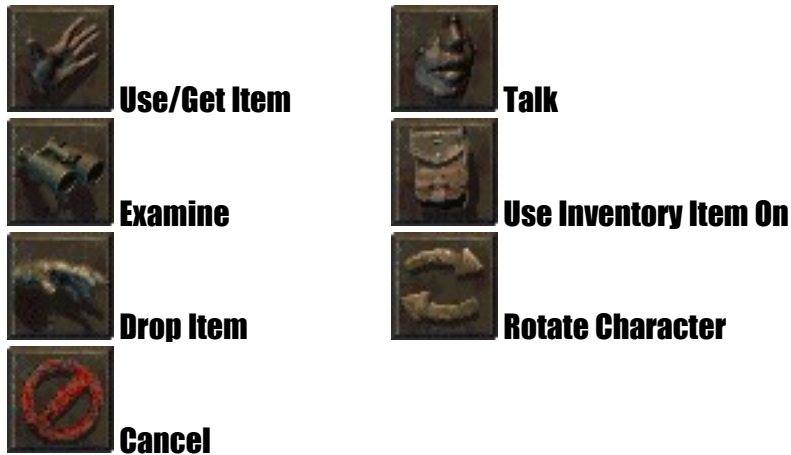 Use/Get Item
Talk
Examine
Use Inventory Item On
Drop Item
Rotate Character
Cancel